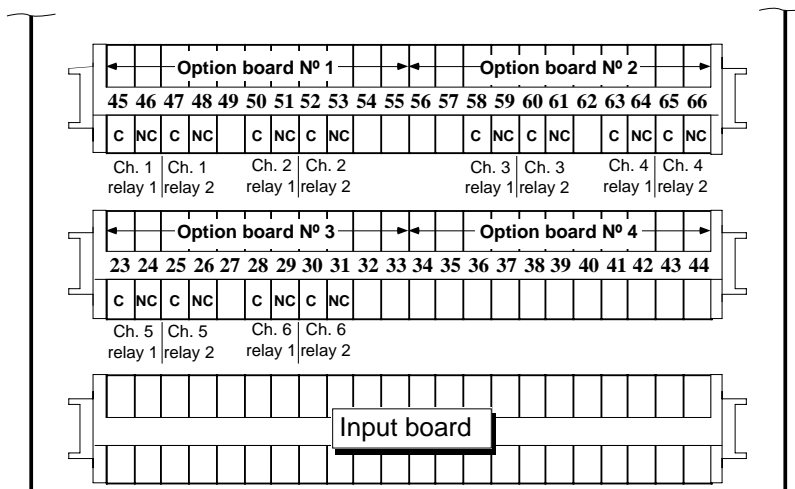 Option board Nº 1 Option board Nº 2
45 46 47 48 49 50 51 52 53 54 55 56 57 58 59 60 61 62 63 64 65 66
C NC C NC C NC C NC C NC C NC C NC C NC
Ch. 1 Ch. 1 Ch. 2 Ch. 2 Ch. 3 Ch. 3 Ch. 4 Ch. 4
relay 1 relay 2 relay 1 relay 2 relay 1 relay 2 relay 1 relay 2
Option board Nº 3 Option board Nº 4
23 24 25 26 27 28 29 30 31 32 33 34 35 36 37 38 39 40 41 42 43 44
C NC C NC C NC C NC
Ch. 5 Ch. 5 Ch. 6 Ch. 6
relay 1 relay 2 relay 1 relay 2
Input board